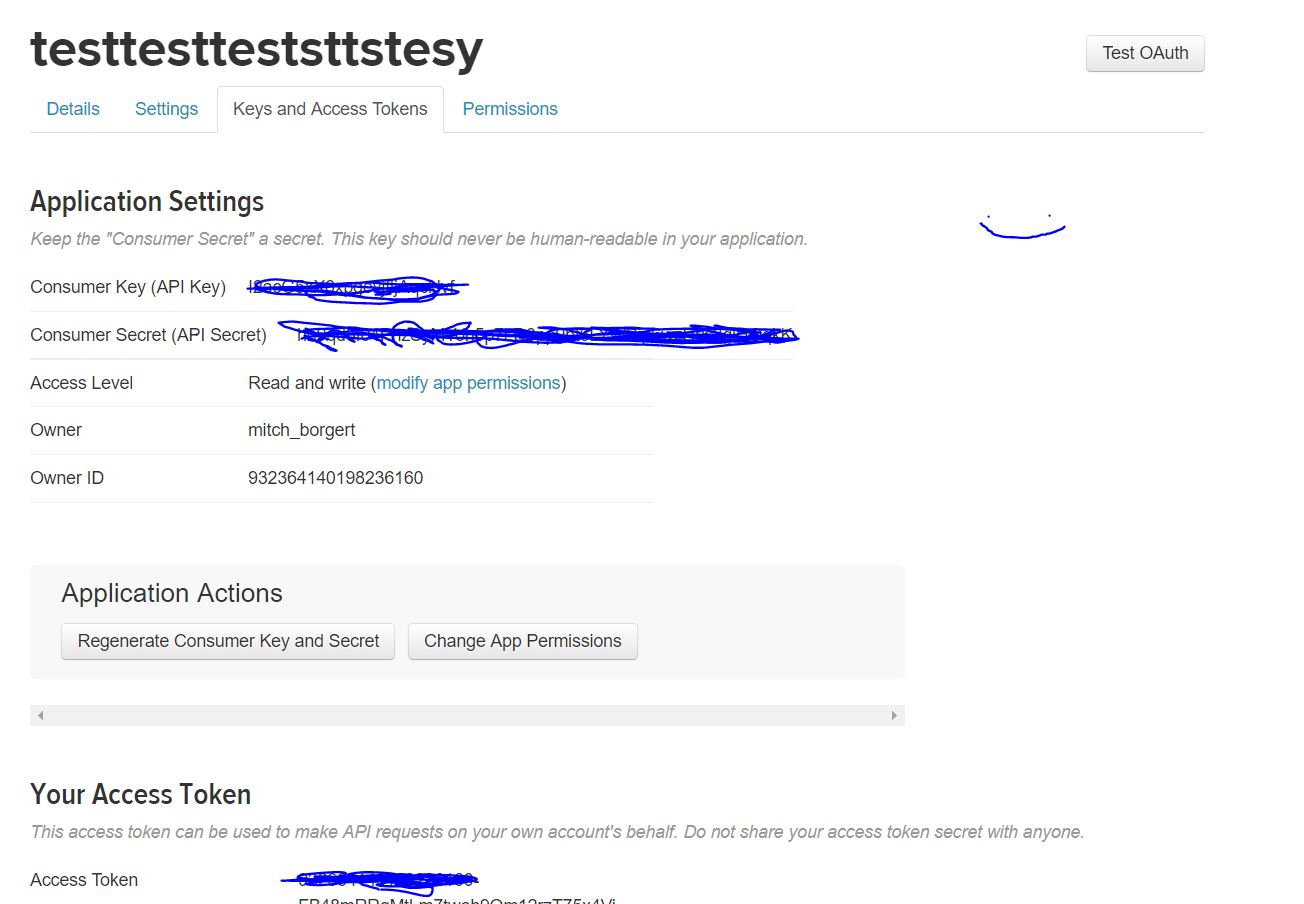 testtesttteststtstesy
Test OAuth
Details Settings Keys and Access Tokens Permissions
Application Settings
Keep the "Consumer Secret" a secret. This key should never be human-readable in your application.
Consumer Key (API Key)
Consumer Secret (API Secret)
Access Level Read and write (modify app permissions)
Owner mitch_borgert
Owner ID 932364140198236160
Application Actions
Regenerate Consumer Key and Secret Change App Permissions
Your Access Token
This access token can be used to make API requests on your own account's behalf. Do not share your access token secret with anyone.
Access Token